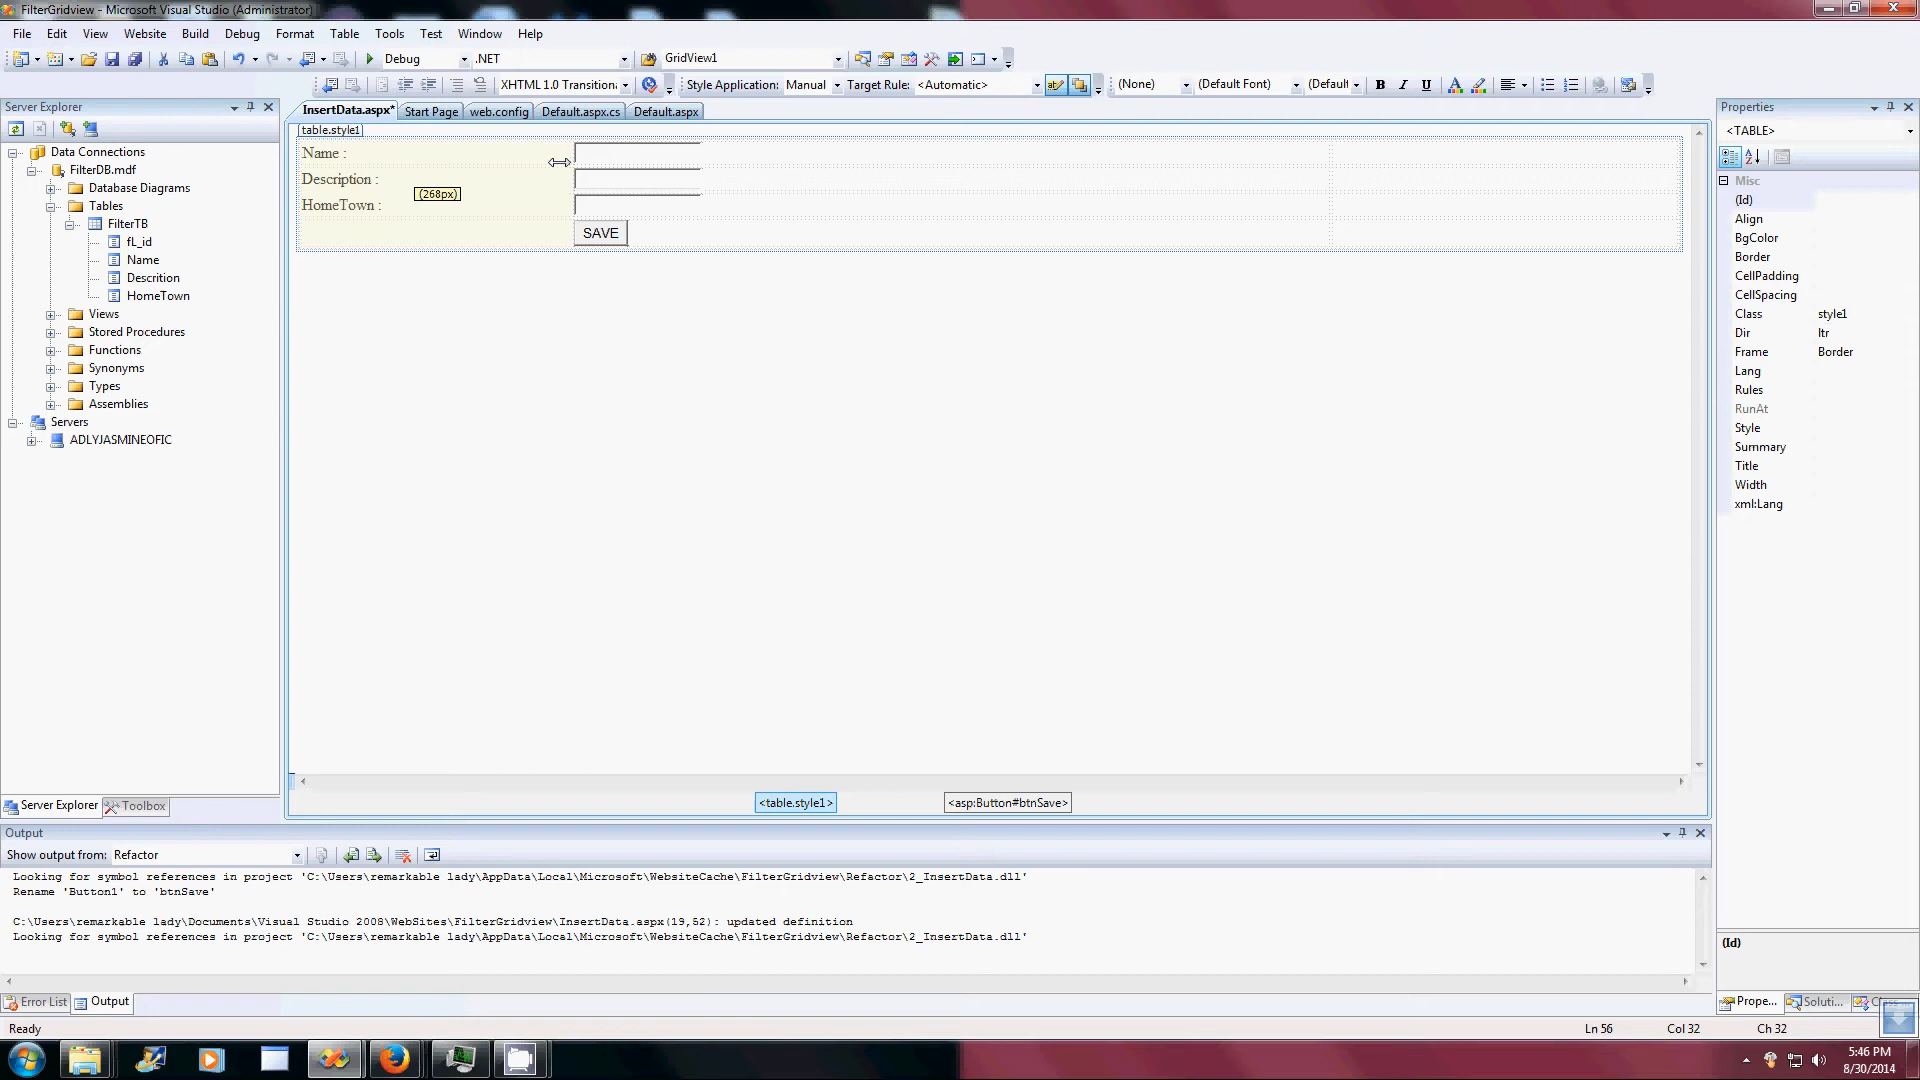 FilterGridview - Microsoft Visual Studio (Administrator)
File Edit View Website Build Debug Format Table Tools Test Window Help
Debug .NET GridView1
XHTML 1.0 Transitiona Style Application: Manual Target Rule: <Automatic> (None) (Default Font) (Default B I U
Server Explorer
InsertData.aspx* Start Page web.config Default.aspx.cs Default.aspx
Properties
table.style1
<TABLE>
Data Connections
FilterDB.mdf
Database Diagrams
Tables
FilterTB
fL_id
Name
Descrition
HomeTown
Views
Stored Procedures
Functions
Synonyms
Types
Assemblies
Servers
ADLYJASMINEOFIC
Server Explorer Toolbox
Name :
Description :
(268px)
HomeTown :
SAVE
<table.style1> <asp:Button#btnSave>
Misc
(Id)
Align
BgColor
Border
CellPadding
CellSpacing
Class style1
Dir ltr
Frame Border
Lang
Rules
RunAt
Style
Summary
Title
Width
xml:Lang
(Id)
Prope... Soluti...
Output
Show output from: Refactor
Looking for symbol references in project 'C:\Users\remarkable lady\AppData\Local\Microsoft\WebsiteCache\FilterGridview\Refactor\2_InsertData.dll'
Rename 'Button1' to 'btnSave'
C:\Users\remarkable lady\Documents\Visual Studio 2008\WebSites\FilterGridview\InsertData.aspx(19,52): updated definition
Looking for symbol references in project 'C:\Users\remarkable lady\AppData\Local\Microsoft\WebsiteCache\FilterGridview\Refactor\2_InsertData.dll'
Error List Output
Ready Ln 56 Col 32 Ch 32
5:46 PM
8/30/2014